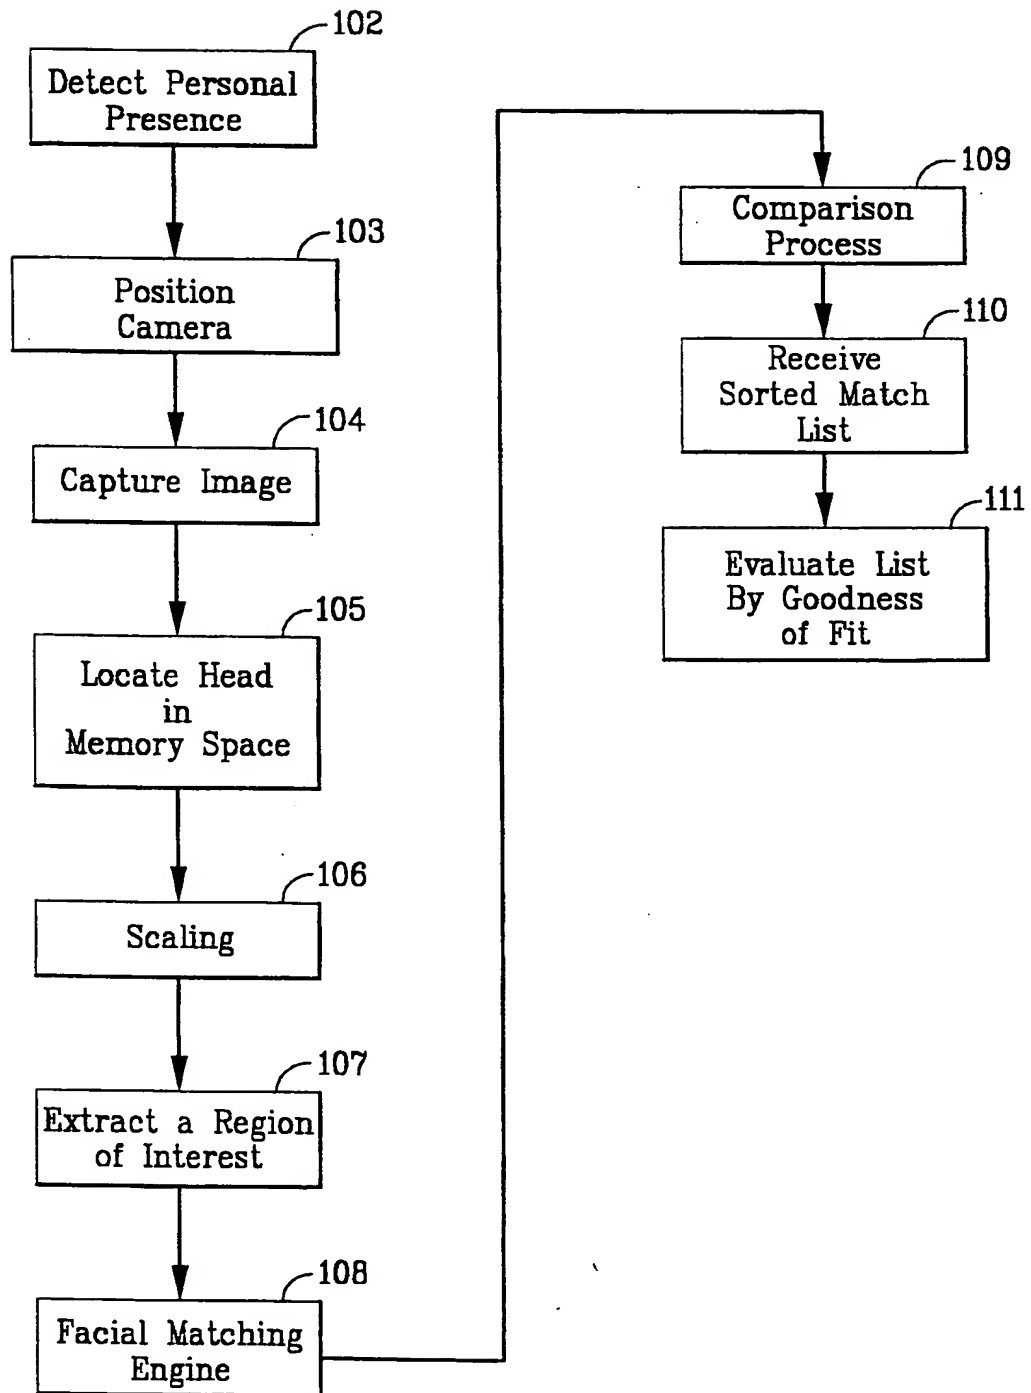 102
Detect Personal
Presence
103
Position
Camera
104
Capture Image
105
Locate Head
in
Memory Space
106
Scaling
107
Extract a Region
of Interest
108
Facial Matching
Engine
109
Comparison
Process
110
Receive
Sorted Match
List
111
Evaluate List
By Goodness
of Fit